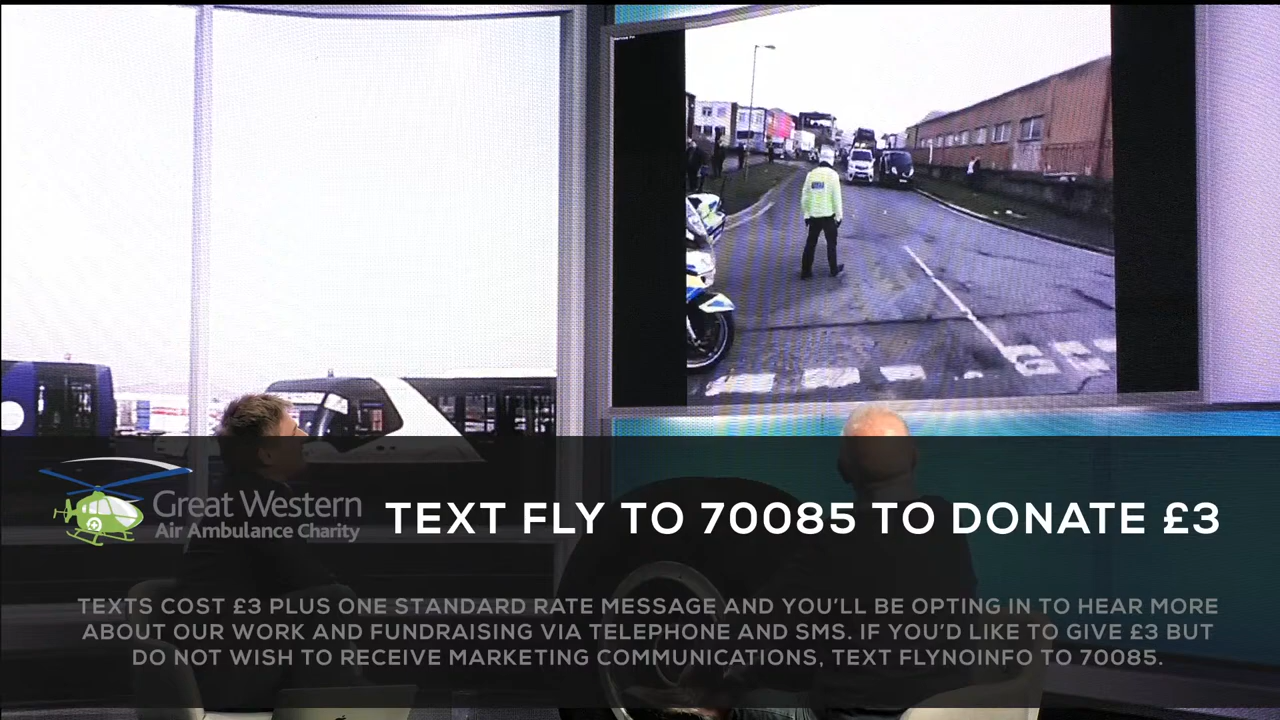 Great Western
Air Ambulance Charity
TEXT FLY TO 70085 TO DONATE £3
TEXTS COST £3 PLUS ONE STANDARD RATE MESSAGE AND YOU'LL BE OPTING IN TO HEAR MORE
ABOUT OUR WORK AND FUNDRAISING VIA TELEPHONE AND SMS. IF YOU'D LIKE TO GIVE £3 BUT
DO NOT WISH TO RECEIVE MARKETING COMMUNICATIONS, TEXT FLYNOINFO TO 70085.